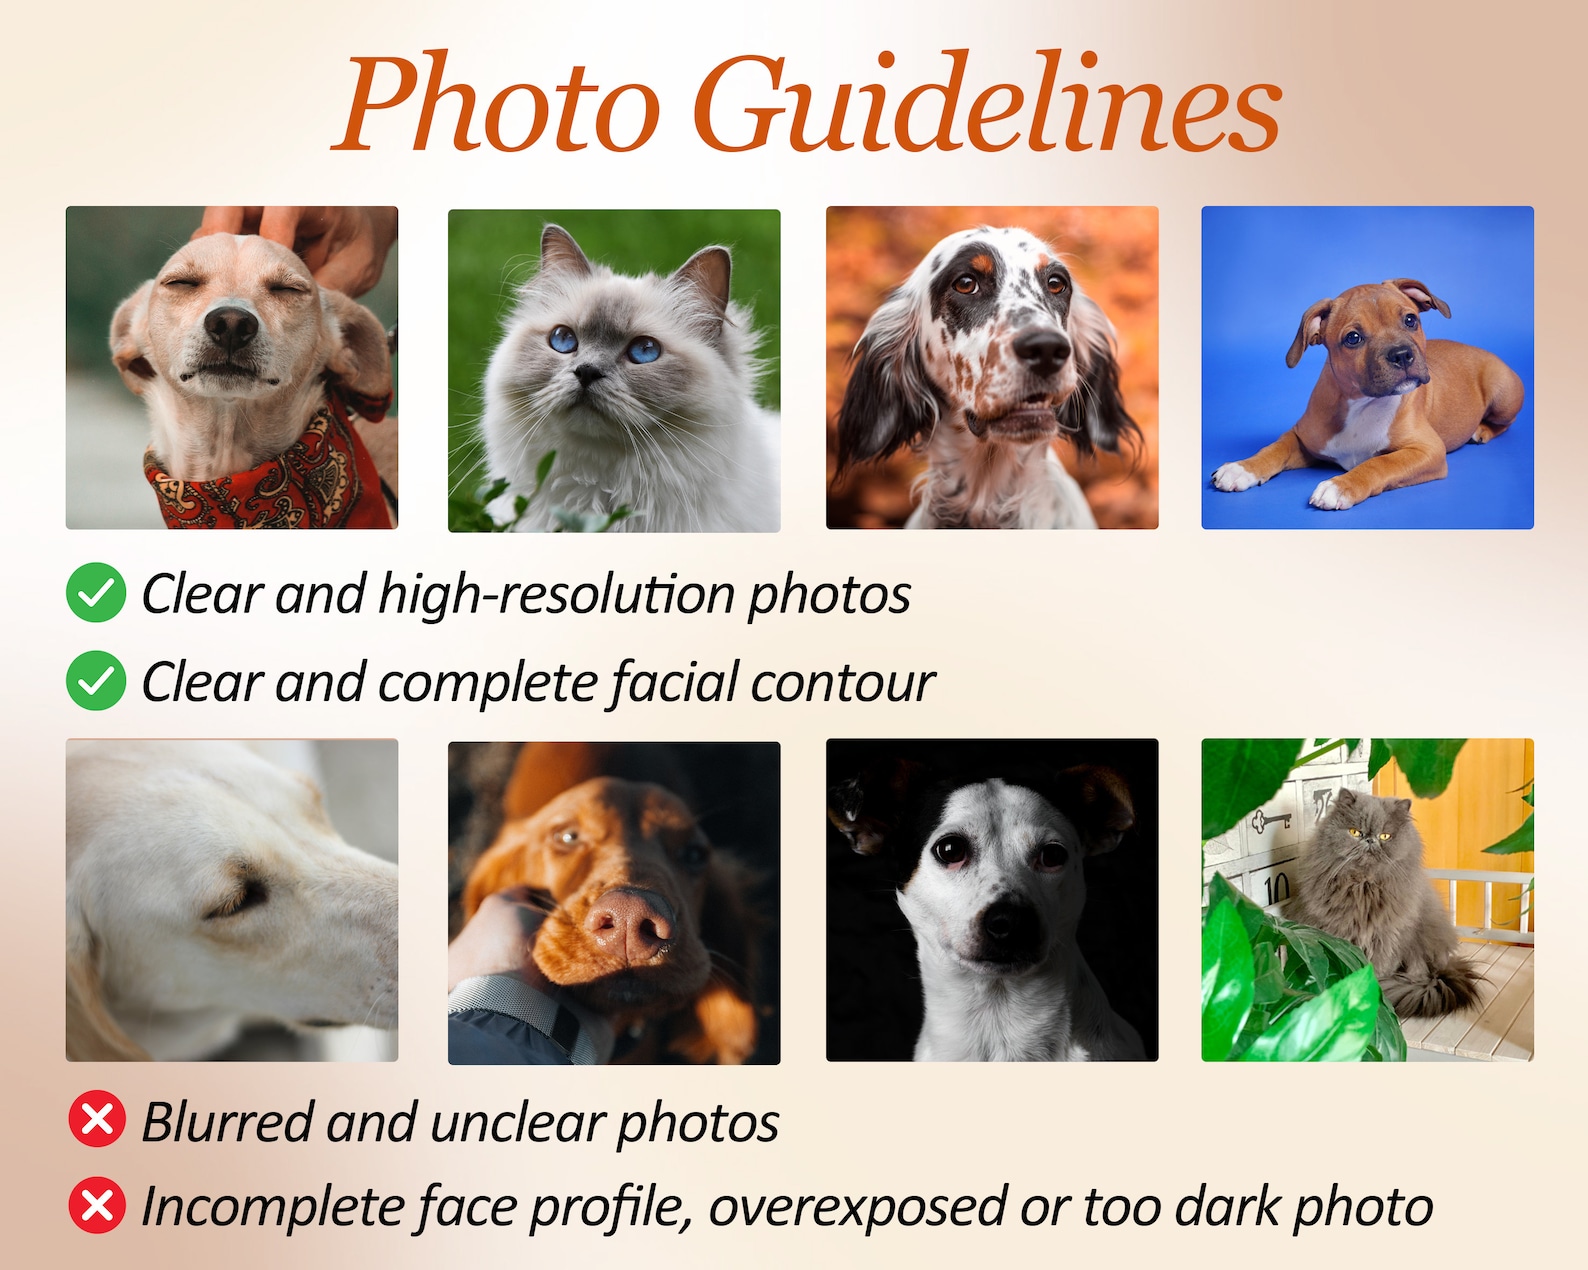 Photo Guidelines
Clear and high-resolution photos
Clear and complete facial contour
10
Blurred and unclear photos
Incomplete face profile, overexposed or too dark photo